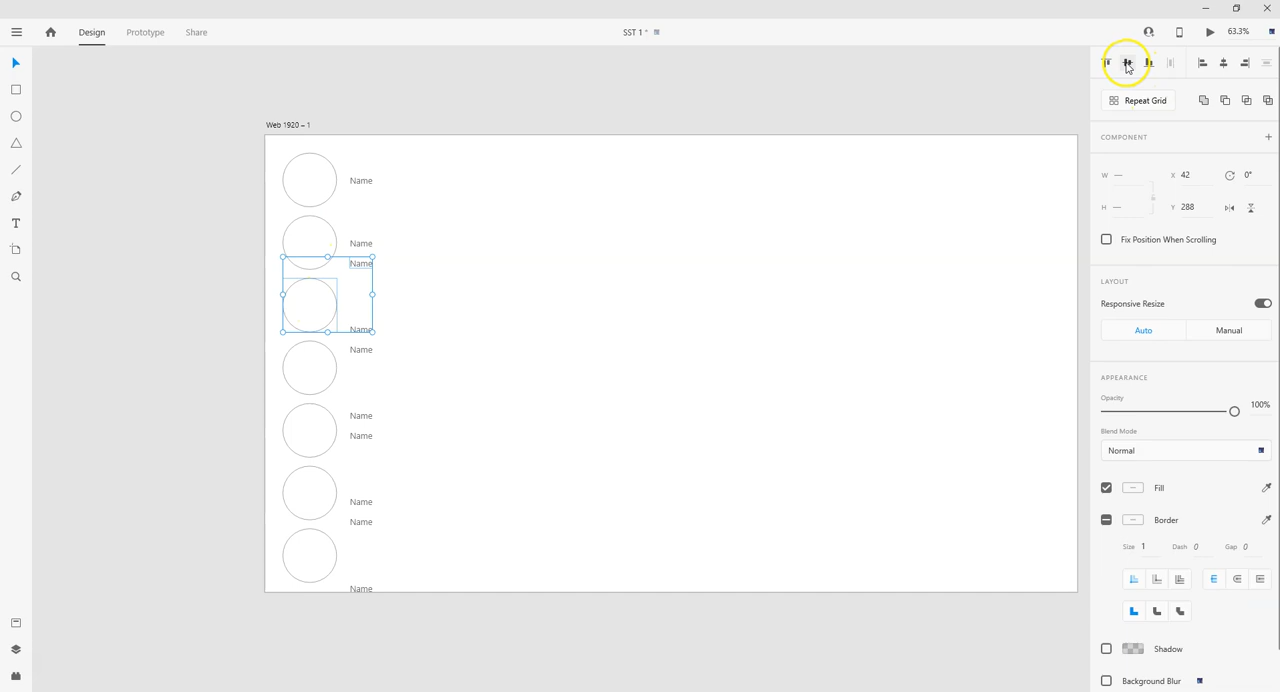 Design Prototype Share SST 1 * 63.3%
Repeat Grid
Web 1920 – 1
COMPONENT
W — X 42 0°
Name
H — Y 288
Name
Fix Position When Scrolling
Name
LAYOUT
Responsive Resize
Name
Auto Manual
Name
APPEARANCE
Opacity
100%
Name
Blend Mode
Name
Normal
Fill
Name
Border
Name
Size 1 Dash 0 Gap 0
Name
Shadow
Background Blur